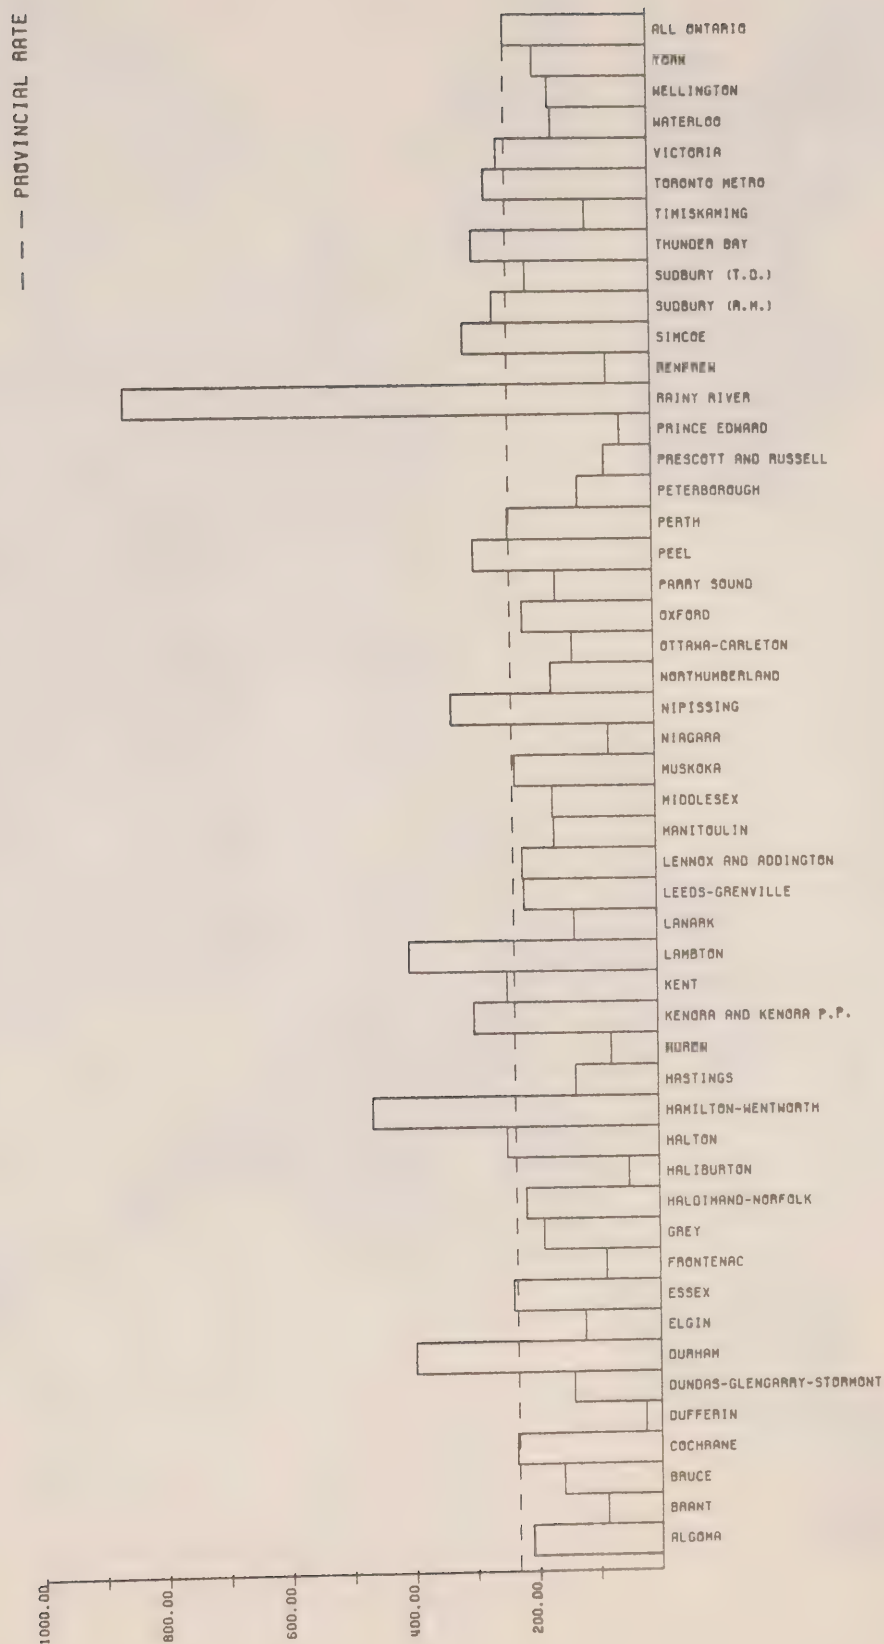 — — — PROVINCIAL RATE
ALL ONTARIO
YORK
WELLINGTON
WATERLOO
VICTORIA
TORONTO METRO
TIMISKAMING
THUNDER BAY
SUDBURY (T.D.)
SUDBURY (R.M.)
SIMCOE
RENFREW
RAINY RIVER
PRINCE EDWARD
PRESCOTT AND RUSSELL
PETERBOROUGH
PERTH
PEEL
PARRY SOUND
OXFORD
OTTAWA-CARLETON
NORTHUMBERLAND
NIPISSING
NIAGARA
MUSKOKA
MIDDLESEX
MANITOULIN
LENNOX AND ADDINGTON
LEEDS-GRENVILLE
LANARK
LAMBTON
KENT
KENORA AND KENORA P.P.
HURON
HASTINGS
HAMILTON-WENTWORTH
HALTON
HALIBURTON
HALDIMAND-NORFOLK
GREY
FRONTENAC
ESSEX
ELGIN
DURHAM
DUNDAS-GLENGARRY-STORMONT
DUFFERIN
COCHRANE
BRUCE
BRANT
ALGOMA
1000.00
800.00
600.00
400.00
200.00